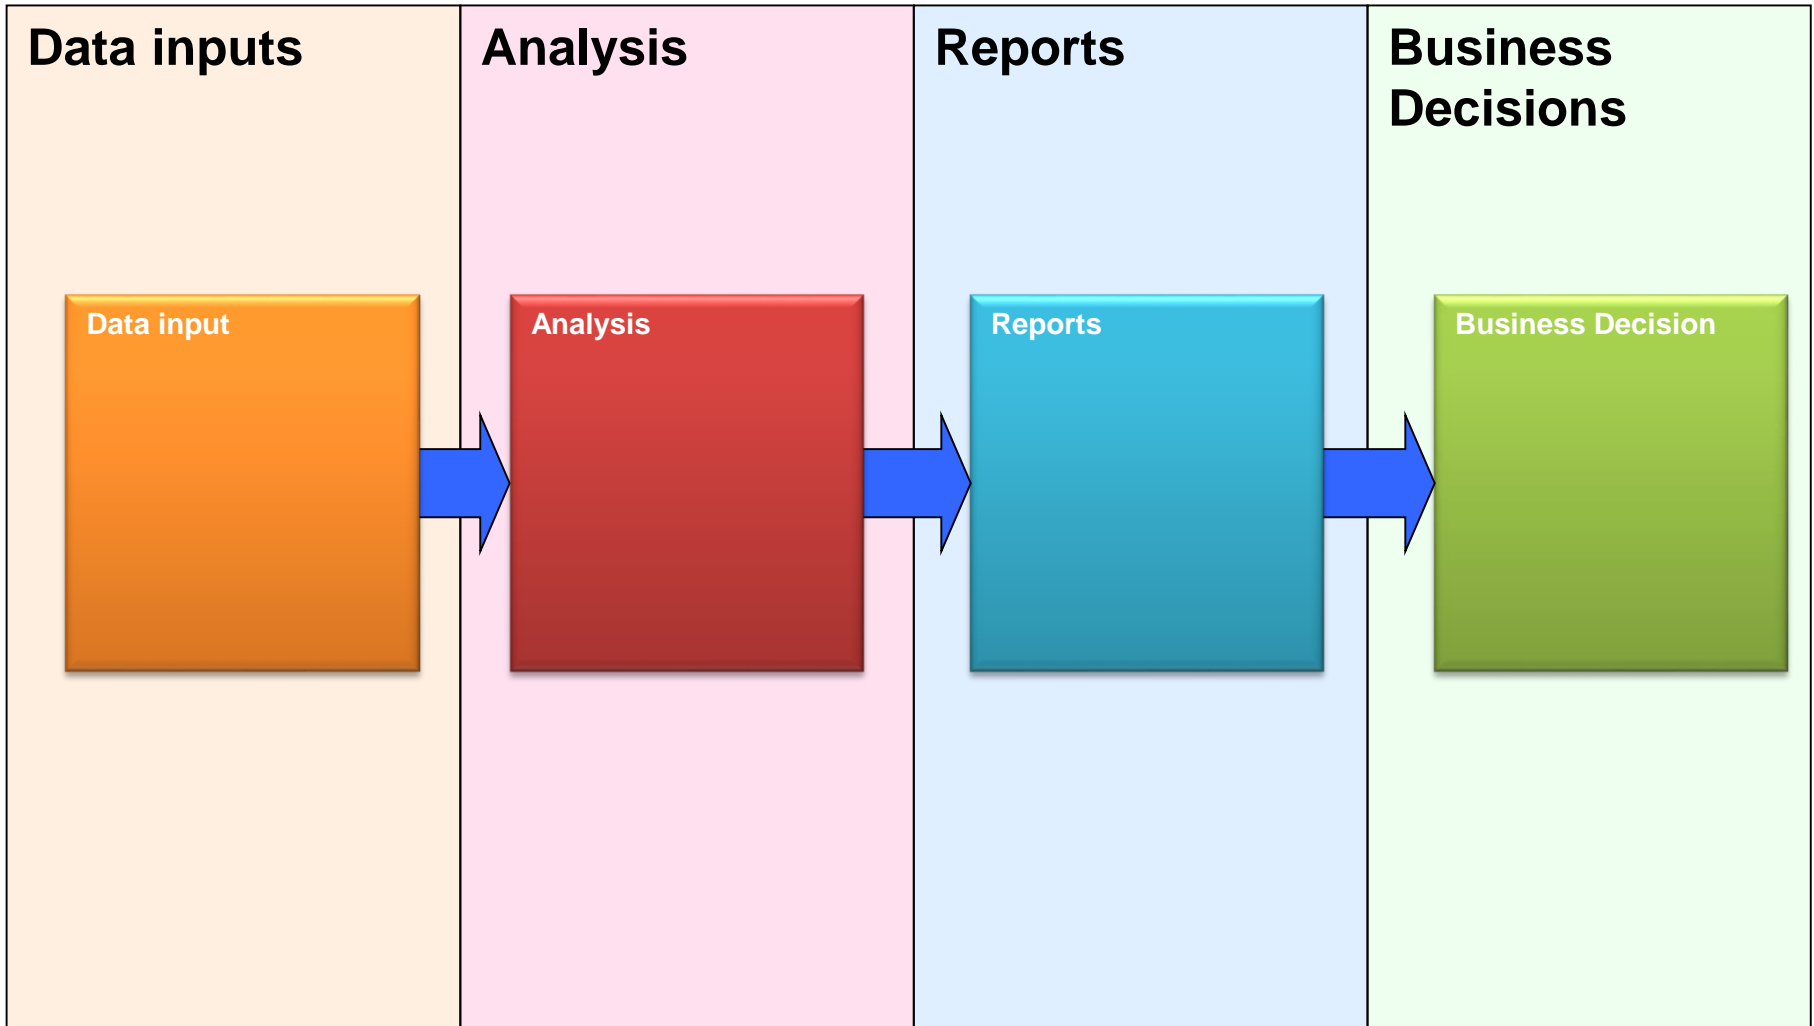 Data inputs
Analysis
Reports
Business
Decisions
Data input
Analysis
Reports
Business Decision